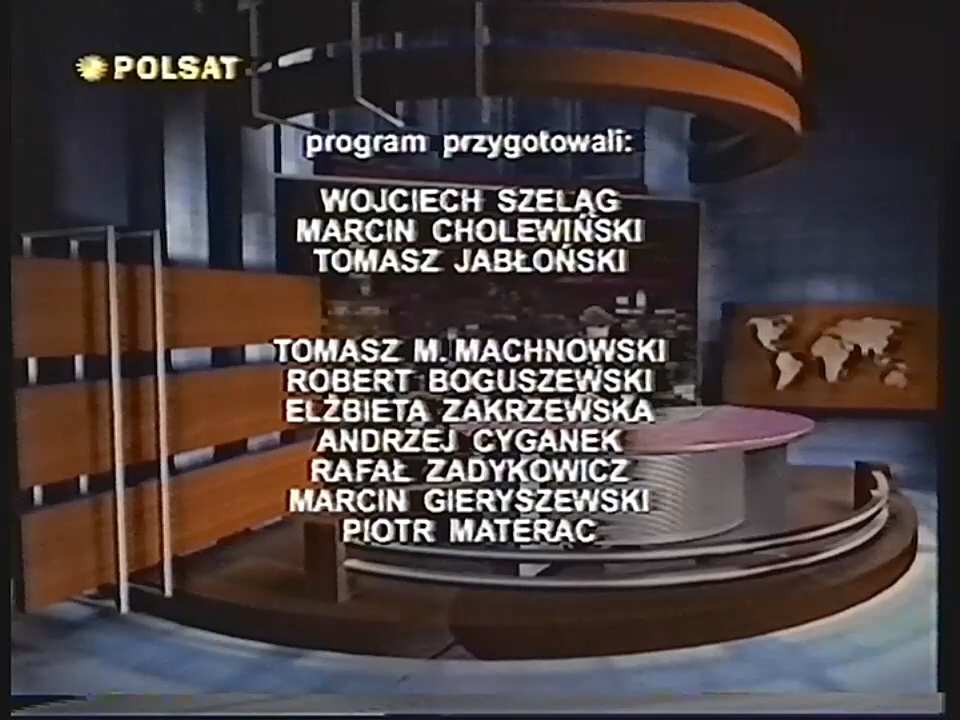 POLSAT
program przygotowali:
WOJCIECH SZELĄG
MARCIN CHOLEWIŃSKI
TOMASZ JABŁOŃSKI
TOMASZ M. MACHNOWSKI
ROBERT BOGUSZEWSKI
ELŻBIETA ZAKRZEWSKA
ANDRZEJ CYGANEK
RAFAŁ ZADYKOWICZ
MARCIN GIERYSZEWSKI
PIOTR MATERAC